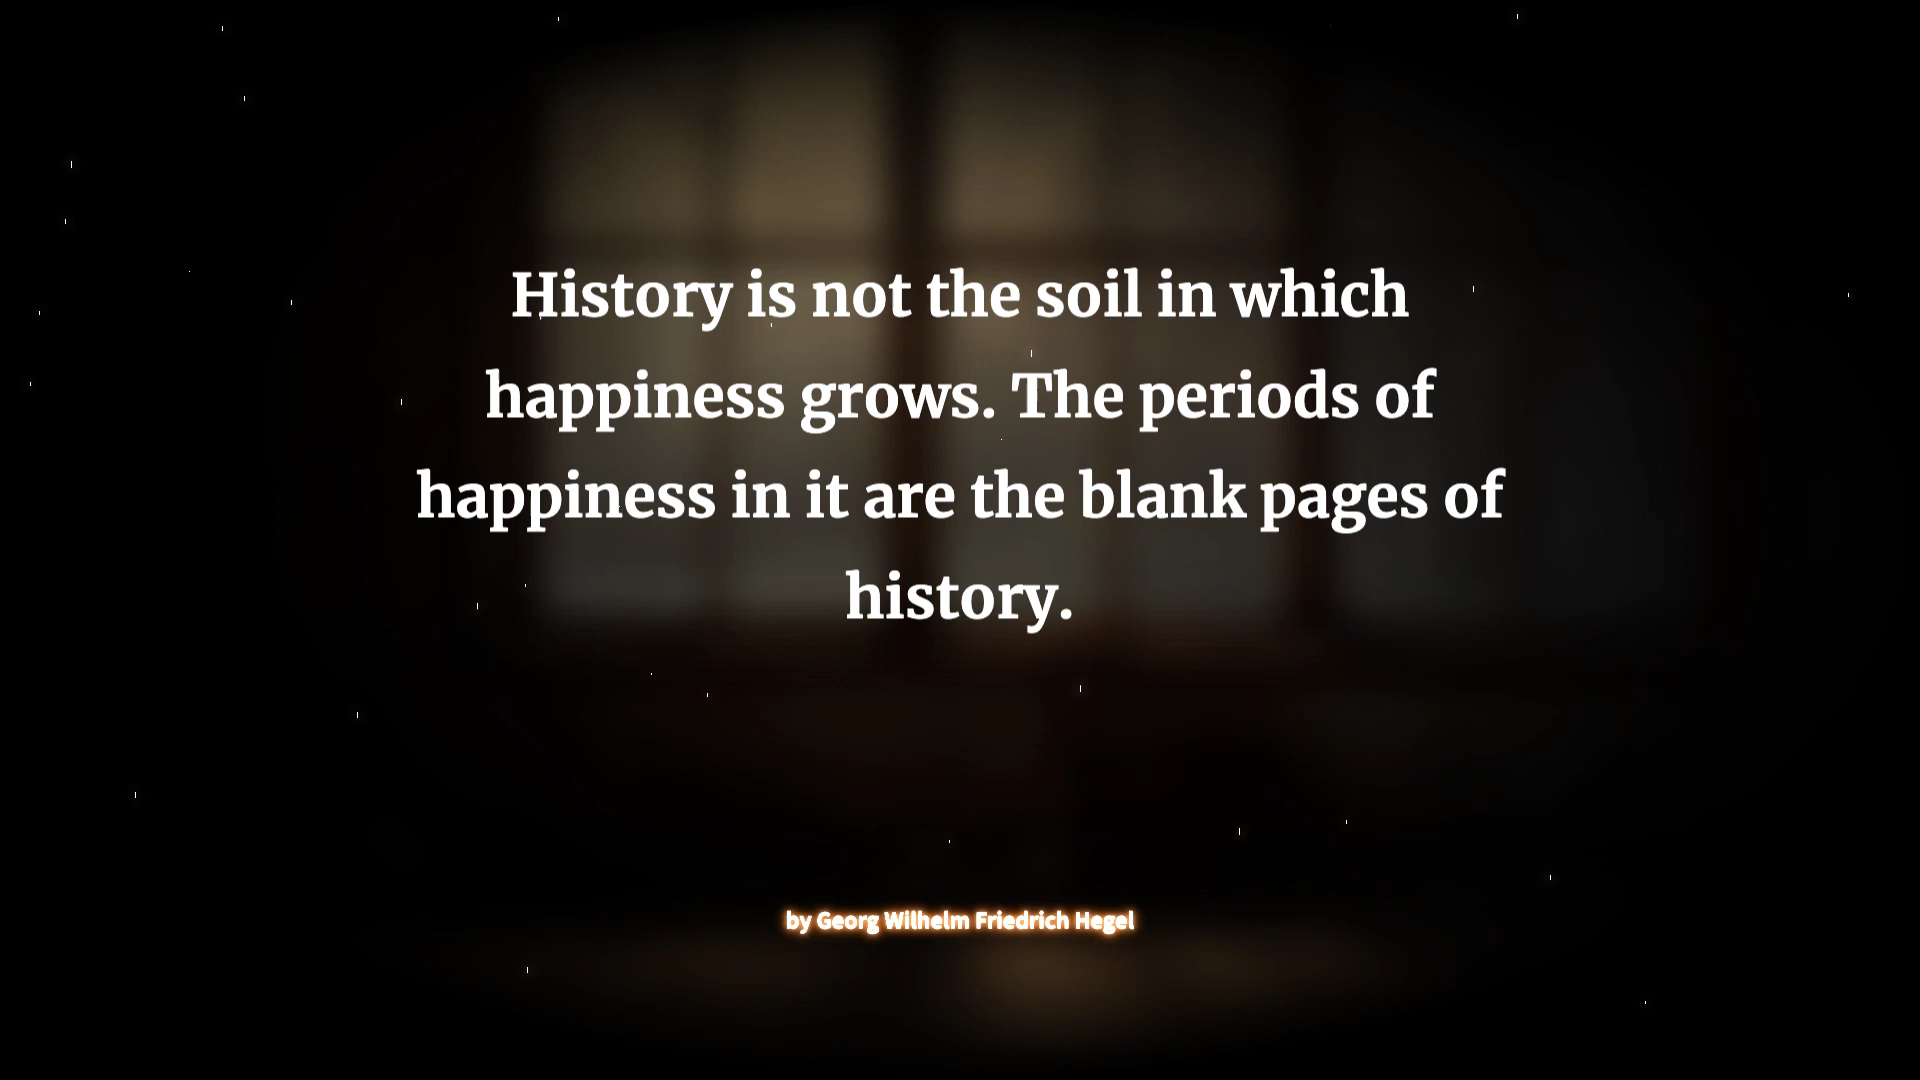 History is not the soil in which
happiness grows. The periods of
happiness in it are the blank pages of
history.
by Georg Wilhelm Friedrich Hegel